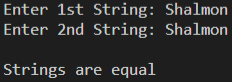 Enter 1st String: Shalmon
Enter 2nd String: Shalmon
Strings are equal